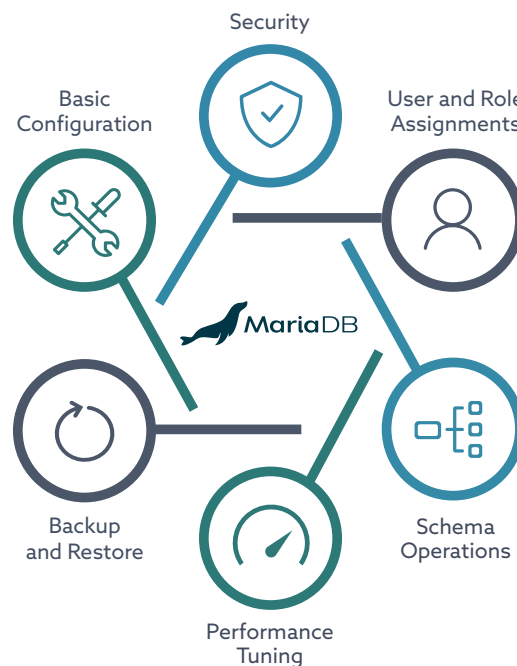 Security
Basic
Configuration
User and Role
Assignments
MariaDB
Backup
and Restore
Schema
Operations
Performance
Tuning